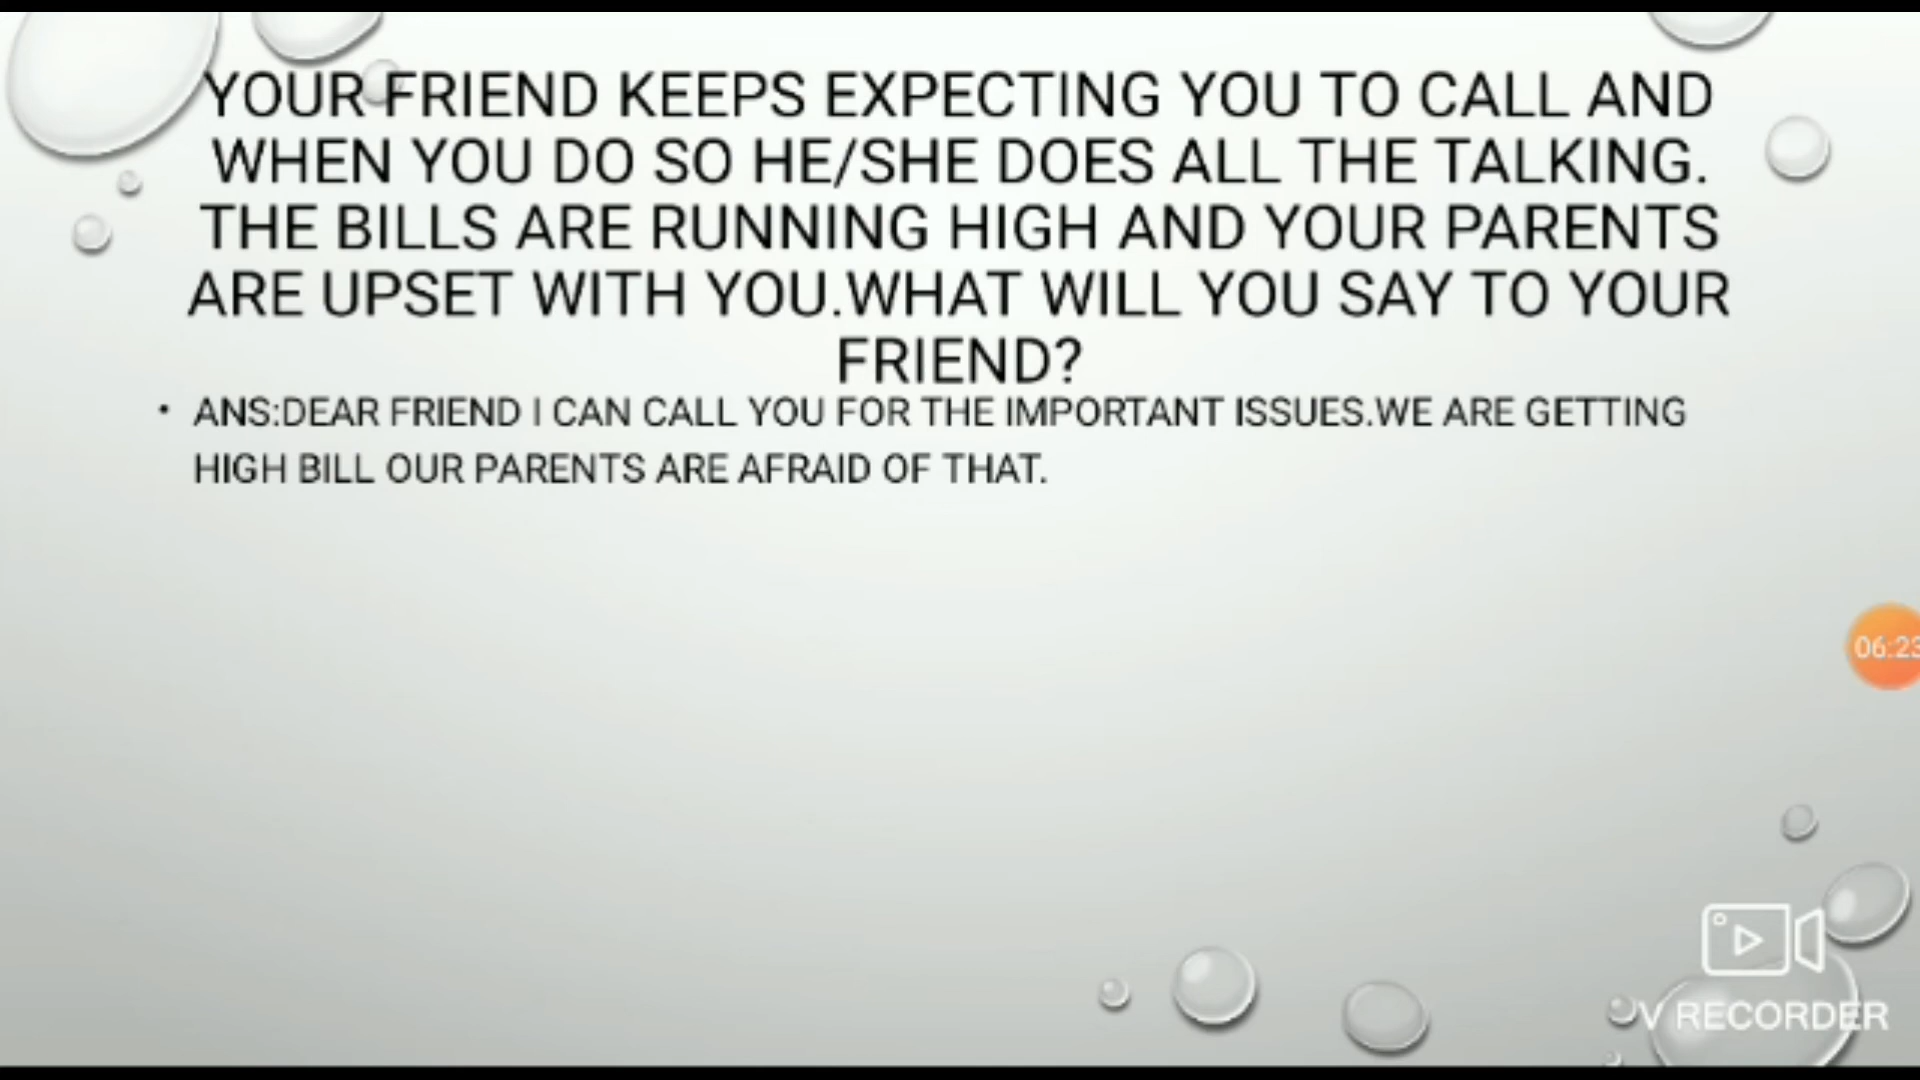 YOUR FRIEND KEEPS EXPECTING YOU TO CALL AND
WHEN YOU DO SO HE/SHE DOES ALL THE TALKING.
THE BILLS ARE RUNNING HIGH AND YOUR PARENTS
ARE UPSET WITH YOU.WHAT WILL YOU SAY TO YOUR
FRIEND?
• ANS:DEAR FRIEND I CAN CALL YOU FOR THE IMPORTANT ISSUES.WE ARE GETTING
HIGH BILL OUR PARENTS ARE AFRAID OF THAT.
06:23
V RECORDER